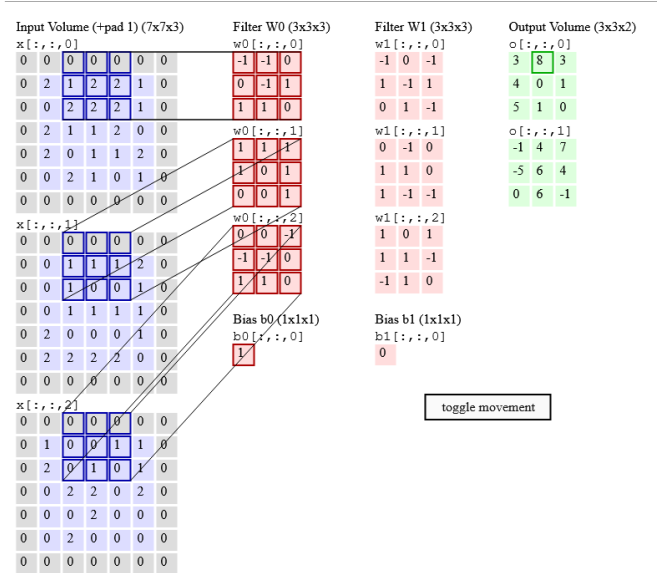 Input Volume (+pad 1) (7x7x3)
x[:,:,0]
0 0 0 0 0 0 0
0 2 1 2 2 1 0
0 0 2 2 2 1 0
0 2 1 1 2 0 0
0 2 0 1 1 2 0
0 0 2 1 0 1 0
0 0 0 0 0 0 0
x[:,:,1]
0 0 0 0 0 0 0
0 0 1 1 1 2 0
0 0 1 0 0 1 0
0 0 1 1 1 1 0
0 2 0 0 0 1 0
0 2 2 2 2 0 0
0 0 0 0 0 0 0
x[:,:,2]
0 0 0 0 0 0 0
0 1 0 0 1 1 0
0 2 0 1 0 1 0
0 0 2 2 0 2 0
0 0 0 2 0 0 0
0 2 0 0 0 0 0
0 0 0 0 0 0 0
Filter W0 (3x3x3)
w0[:,:,0]
-1 -1 0
0 -1 1
1 1 0
w0[:,:,1]
1 1 1
1 0 1
0 0 1
w0[:,:,2]
0 0 -1
-1 -1 0
1 1 0
Bias b0 (1x1x1)
b0[:,:,0]
1
Filter W1 (3x3x3)
w1[:,:,0]
-1 0 -1
1 -1 1
0 1 -1
w1[:,:,1]
0 -1 0
1 1 0
1 -1 -1
w1[:,:,2]
1 0 1
1 1 -1
-1 1 0
Bias b1 (1x1x1)
b1[:,:,0]
0
Output Volume (3x3x2)
o[:,:,0]
3 8 3
4 0 1
5 1 0
o[:,:,1]
-1 4 7
-5 6 4
0 6 -1
toggle movement